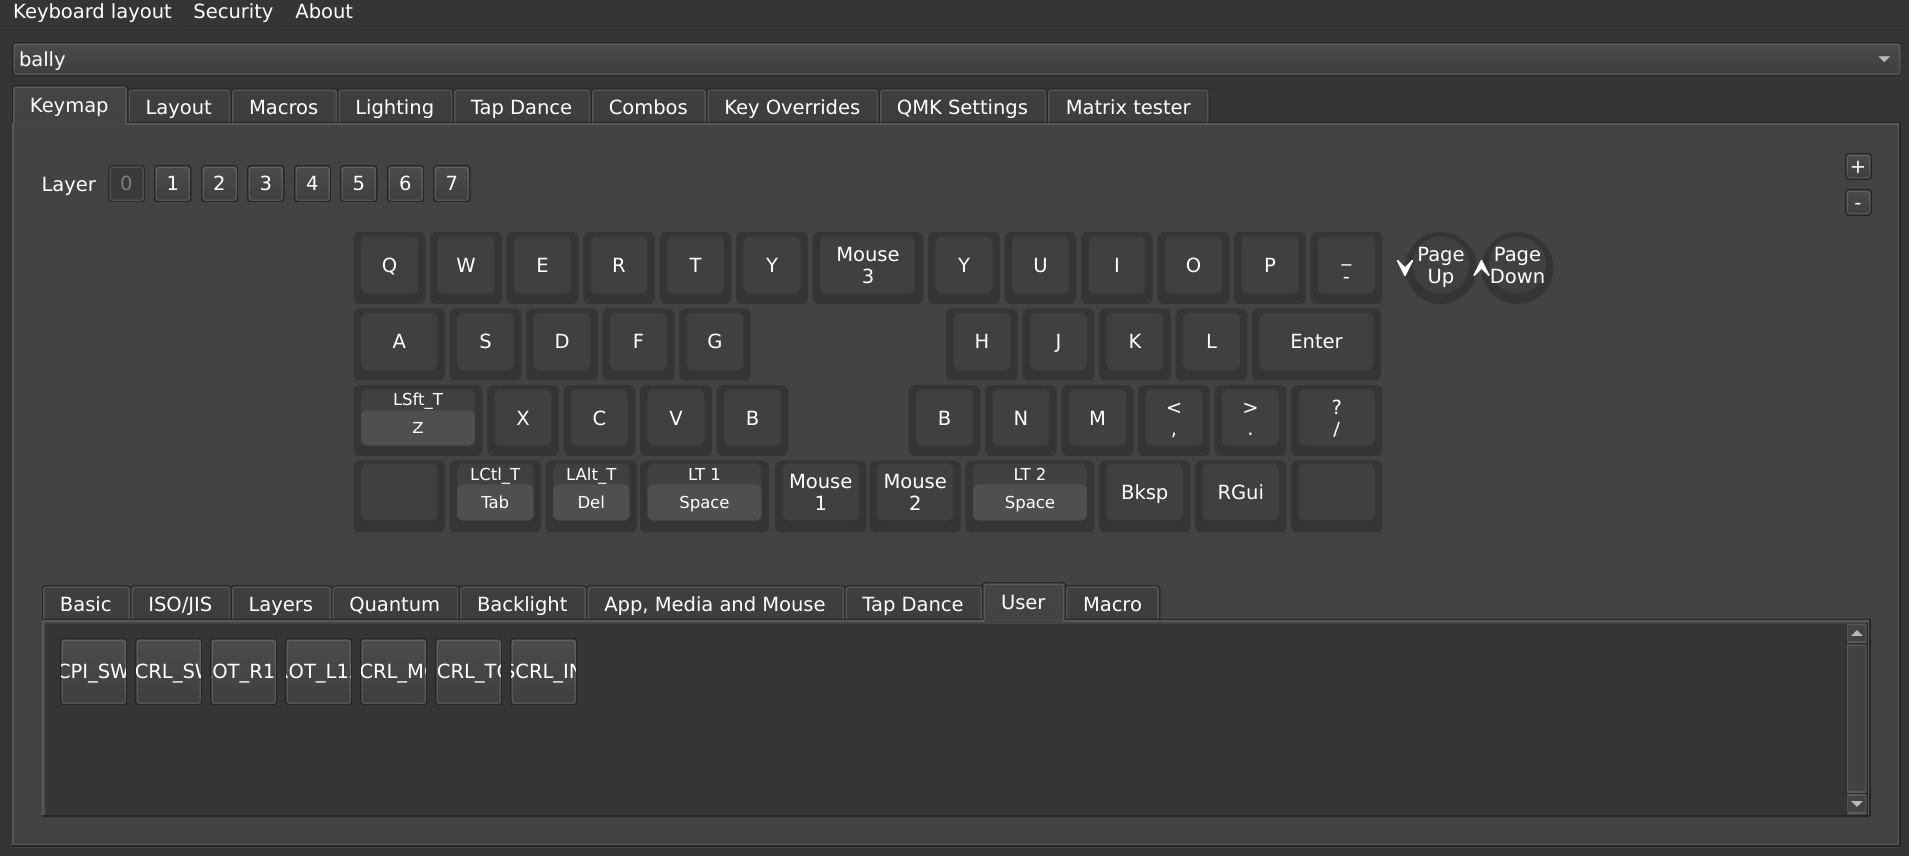 Keyboard layout Security About
bally
Keymap Layout Macros Lighting Tap Dance Combos Key Overrides QMK Settings Matrix tester
Layer 0 1 2 3 4 5 6 7
+
-
Q W E R T Y Mouse 3 Y U I O P _ - Page Up Page Down
A S D F G H J K L Enter
LSft_T Z X C V B B N M < , > . ? /
LCtl_T Tab LAlt_T Del LT 1 Space Mouse 1 Mouse 2 LT 2 Space Bksp RGui
Basic ISO/JIS Layers Quantum Backlight App, Media and Mouse Tap Dance User Macro
CPI_SW CRL_SW OT_R1 OT_L1 CRL_M CRL_TO SCRL_IN